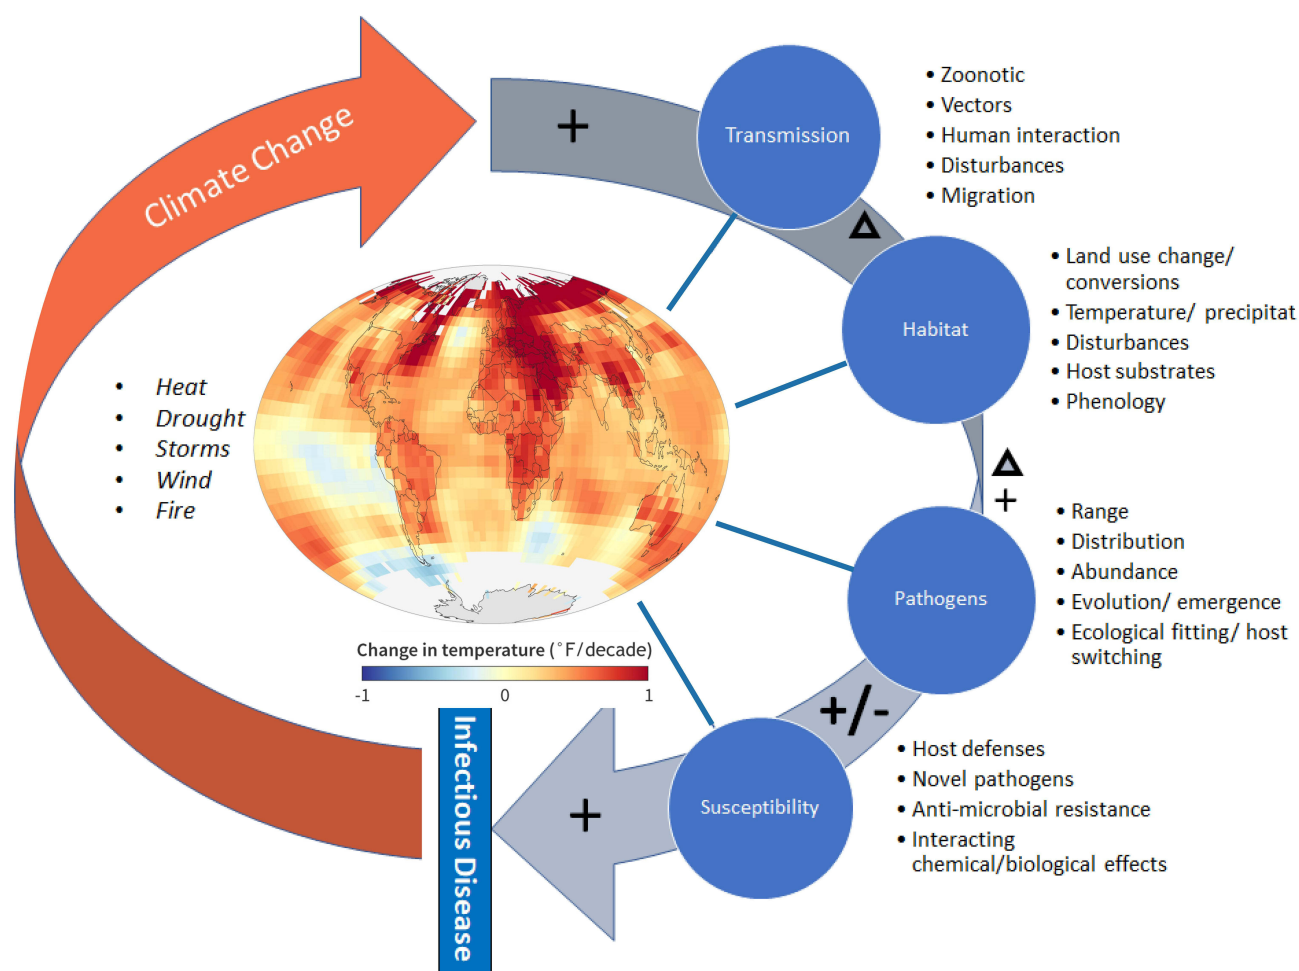 Climate Change
+
Transmission
• Zoonotic
• Vectors
• Human interaction
• Disturbances
• Migration
Δ
Habitat
• Land use change/
conversions
• Temperature/ precipitat
• Disturbances
• Host substrates
• Phenology
• Heat
• Drought
• Storms
• Wind
• Fire
Δ
+
Pathogens
• Range
• Distribution
• Abundance
• Evolution/ emergence
• Ecological fitting/ host
switching
Change in temperature (°F/decade)
-1 0 1
+/-
Susceptibility
• Host defenses
• Novel pathogens
• Anti-microbial resistance
• Interacting
chemical/biological effects
+
Infectious Disease